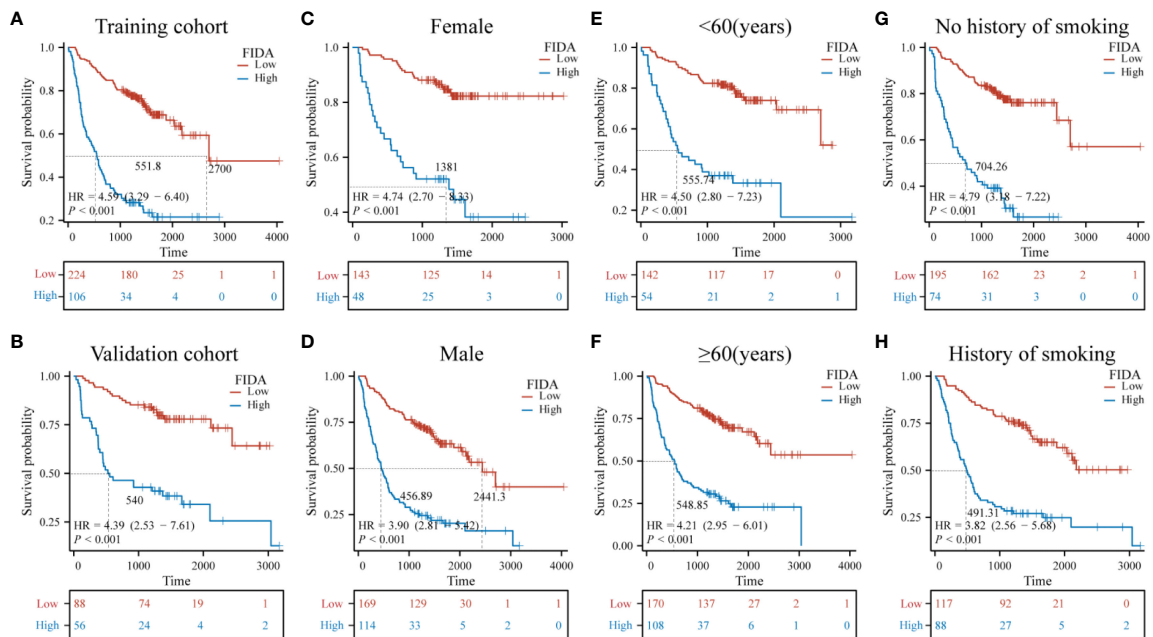 A
Training cohort
FIDA
Low
High
Survival probability
1.0
0.8
0.6
0.4
0.2
551.8
2700
HR = 4.59 (3.29 − 6.40)
P < 0.001
0 1000 2000 3000 4000
Time
Low 224 180 25 1 1
High 106 34 4 0 0
C
Female
FIDA
Low
High
Survival probability
1.0
0.8
0.6
0.4
1381
HR = 4.74 (2.70 − 8.33)
P < 0.001
0 1000 2000 3000
Time
Low 143 125 14 1
High 48 25 3 0
E
<60(years)
FIDA
Low
High
Survival probability
1.0
0.8
0.6
0.4
0.2
0.0
555.74
HR = 4.50 (2.80 − 7.23)
P < 0.001
0 1000 2000 3000
Time
Low 142 117 17 0
High 54 21 2 1
G
No history of smoking
FIDA
Low
High
Survival probability
1.0
0.8
0.6
0.4
704.26
HR = 4.79 (3.18 − 7.22)
P < 0.001
0 1000 2000 3000 4000
Time
Low 195 162 23 2 1
High 74 31 3 0 0
B
Validation cohort
FIDA
Low
High
Survival probability
1.00
0.75
0.50
0.25
540
HR = 4.39 (2.53 − 7.61)
P < 0.001
0 1000 2000 3000
Time
Low 88 74 19 1
High 56 24 4 2
D
Male
FIDA
Low
High
Survival probability
1.00
0.75
0.50
0.25
456.89
2441.3
HR = 3.90 (2.81 − 5.42)
P < 0.001
0 1000 2000 3000 4000
Time
Low 169 129 30 1 1
High 114 33 5 2 0
F
≥60(years)
FIDA
Low
High
Survival probability
1.00
0.75
0.50
0.25
0.00
548.85
HR = 4.21 (2.95 − 6.01)
P < 0.001
0 1000 2000 3000 4000
Time
Low 170 137 27 2 1
High 108 37 6 1 0
H
History of smoking
FIDA
Low
High
Survival probability
1.00
0.75
0.50
0.25
491.31
HR = 3.82 (2.56 − 5.68)
P < 0.001
0 1000 2000 3000
Time
Low 117 92 21 0
High 88 27 5 2